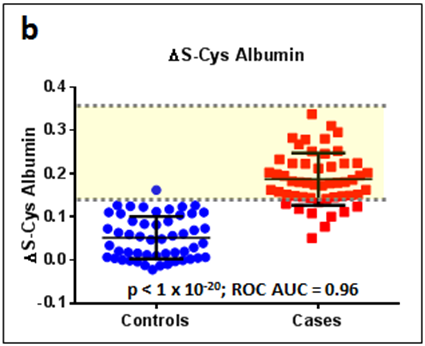 b
ΔS-Cys Albumin
ΔS-Cys Albumin
0.4
0.3
0.2
0.1
0.0
-0.1
p < 1 x 10⁻²⁰; ROC AUC = 0.96
Controls Cases